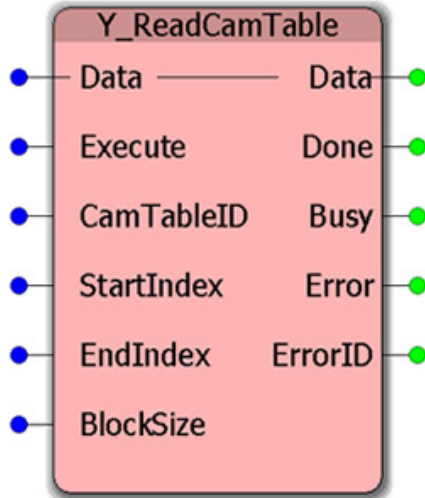 Y_ReadCamTable
Data Data
Execute Done
CamTableID Busy
StartIndex Error
EndIndex ErrorID
BlockSize